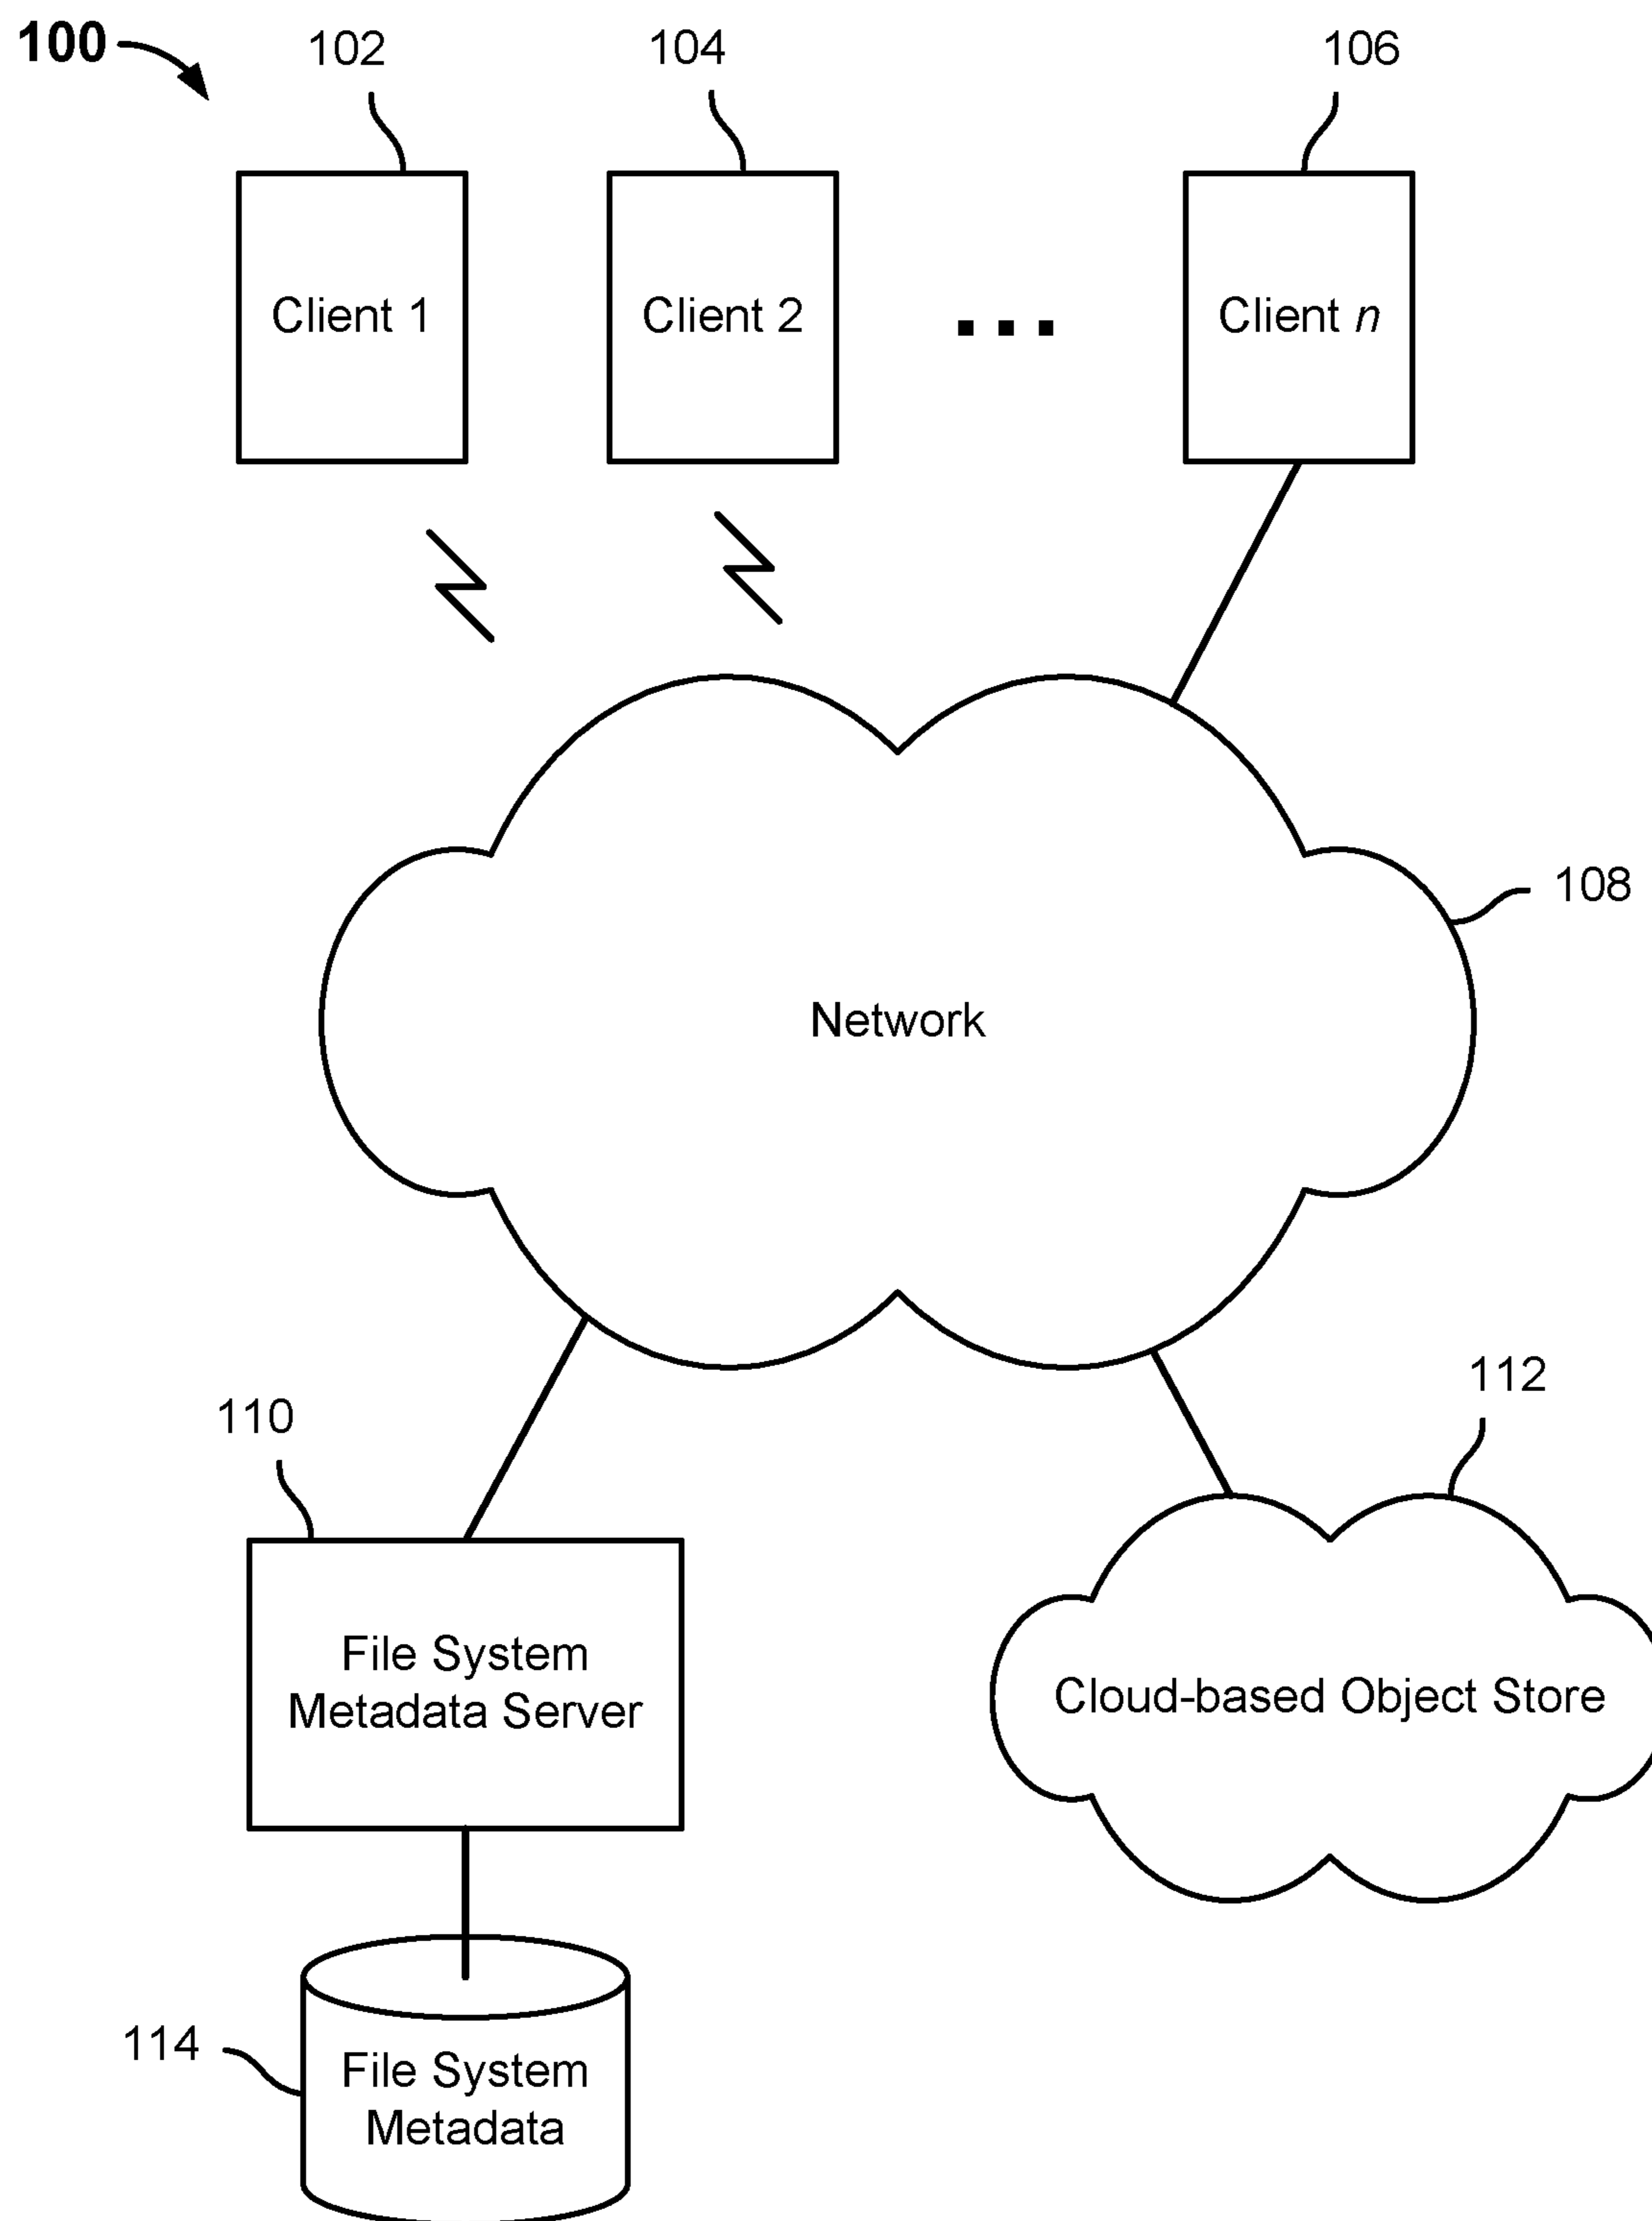 100
102
104
106
Client 1
Client 2
...
Client n
108
Network
112
110
File System
Metadata Server
Cloud-based Object Store
114
File System
Metadata